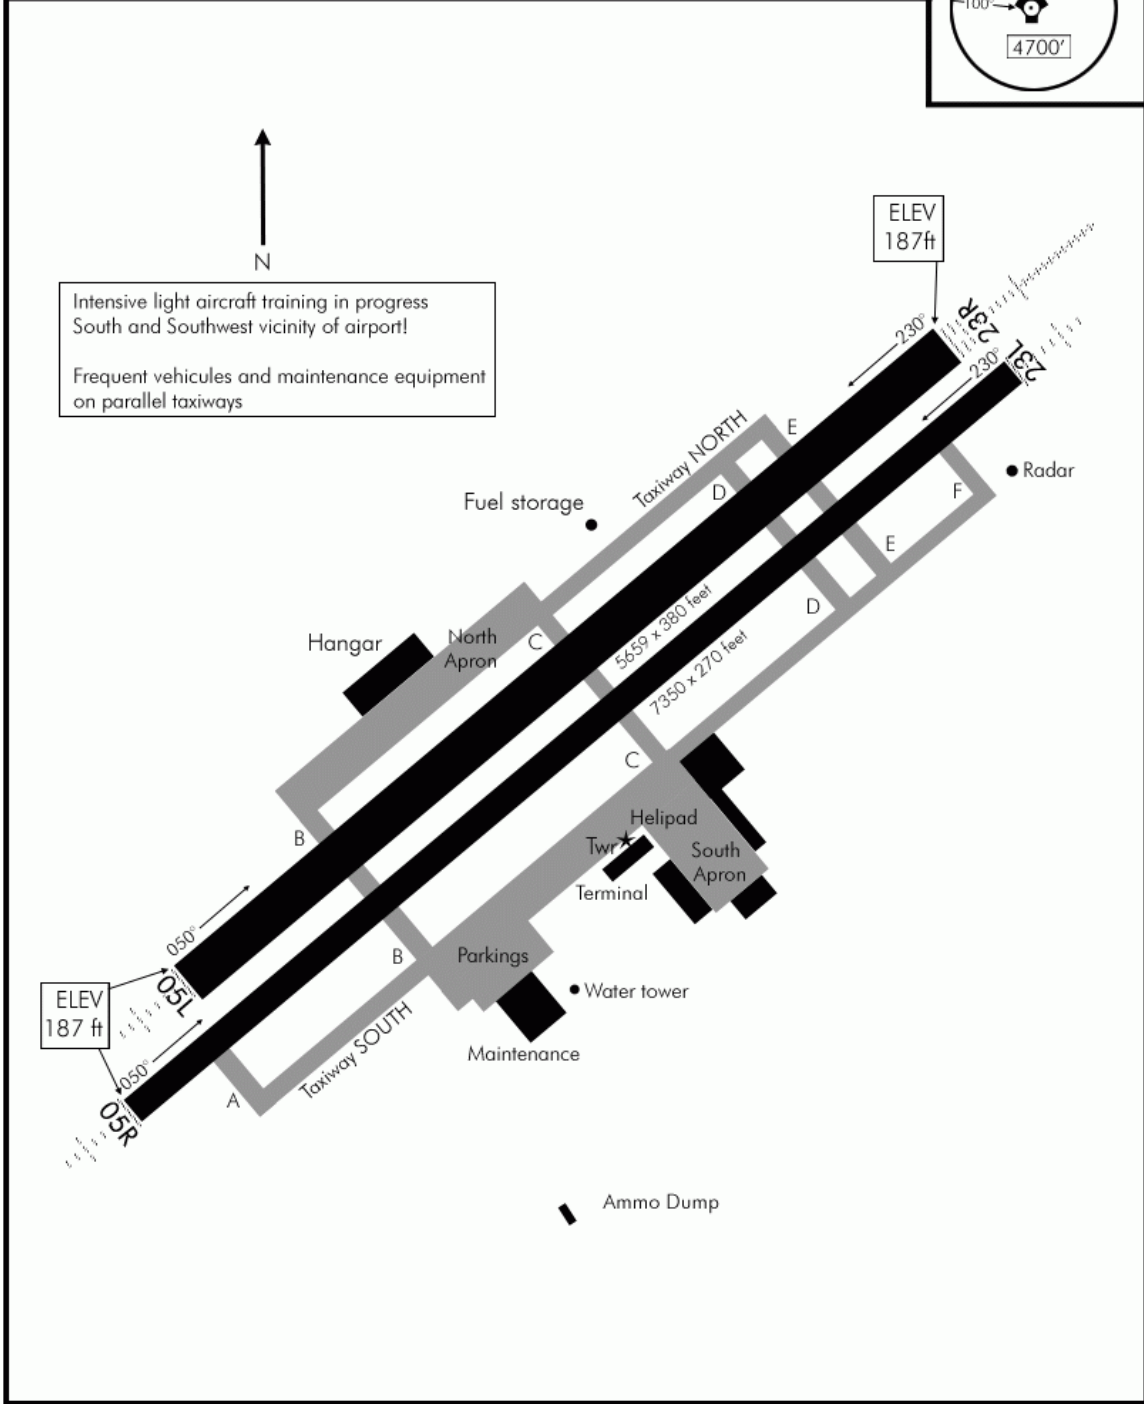 100°
4700'
ELEV
187ft
N
Intensive light aircraft training in progress
South and Southwest vicinity of airport!
Frequent vehicules and maintenance equipment
on parallel taxiways
230°
23R
230°
23L
E
Taxiway NORTH
D
Radar
F
Fuel storage
E
D
5659 x 380 feet
7350 x 270 feet
Hangar
North
Apron
C
C
Helipad
B
Twr
South
Apron
Terminal
050°
B
Parkings
05L
ELEV
187 ft
Water tower
Taxiway SOUTH
Maintenance
050°
A
05R
Ammo Dump